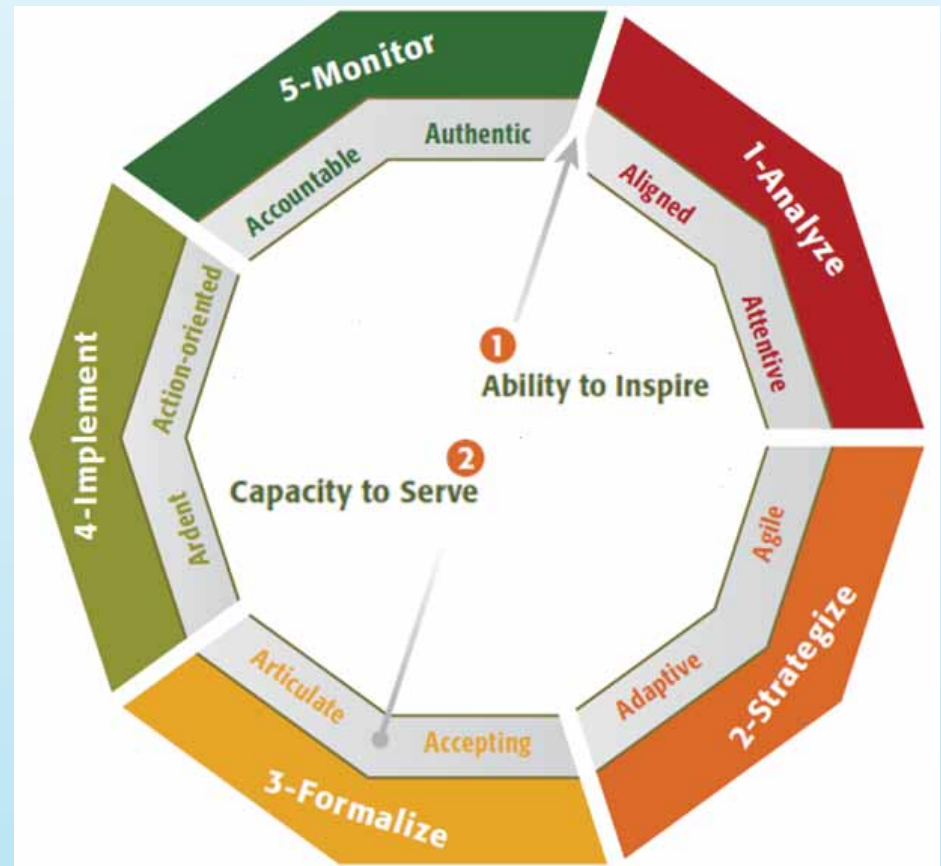 5-Monitor
1-Analyze
Authentic
Accountable
Aligned
Attentive
Action-oriented
4-Implement
1
Ability to Inspire
2
Capacity to Serve
Ardent
Agile
2-Strategize
Adaptive
Articulate
Accepting
3-Formalize